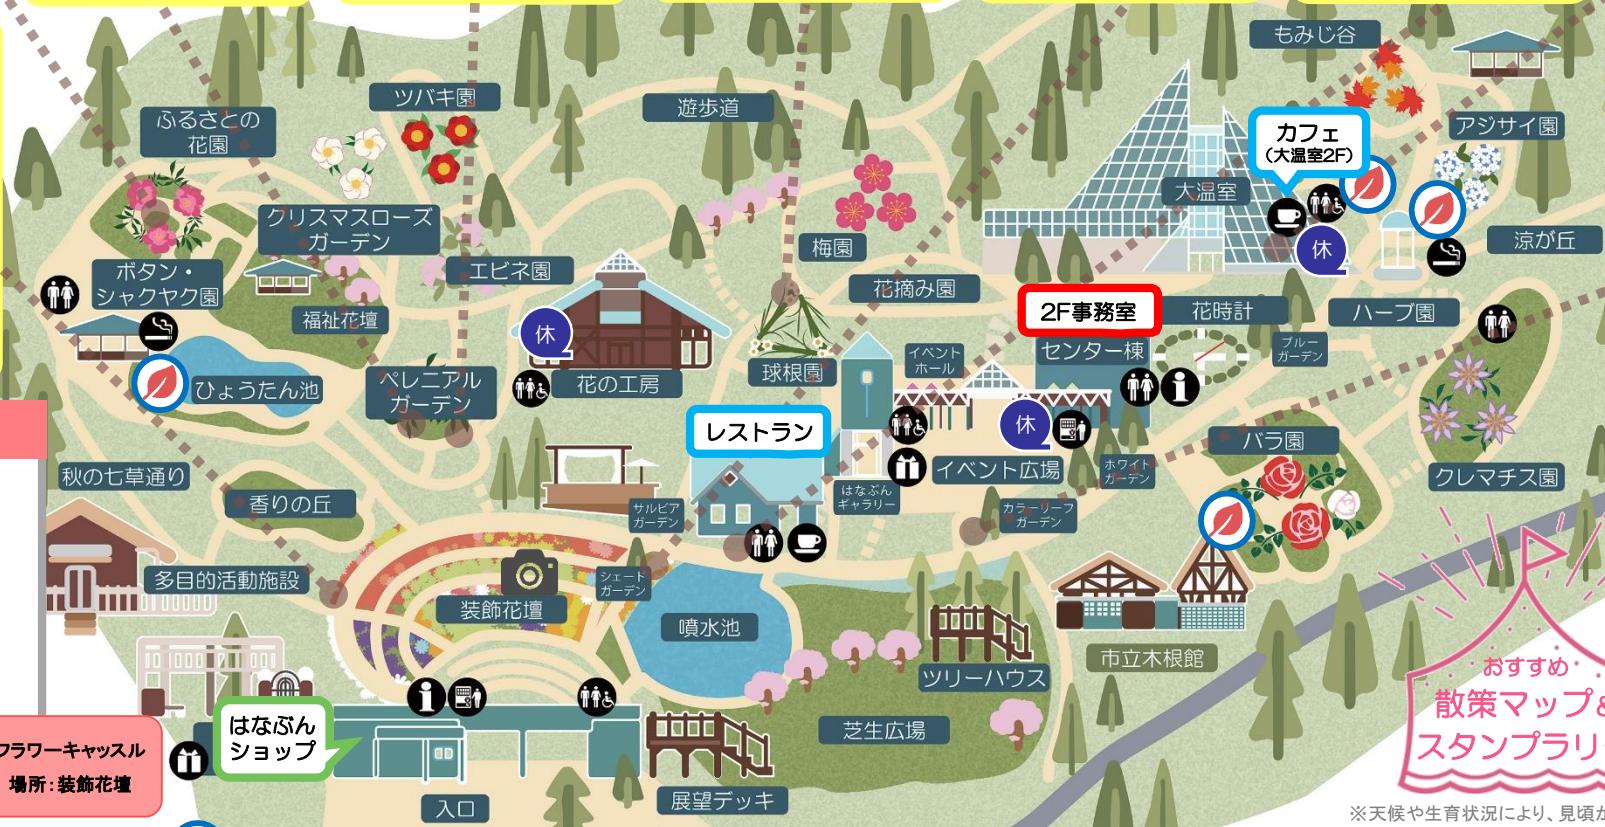 もみじ谷
ツバキ園
遊歩道
ふるさとの
花園
アジサイ園
カフェ
（大温室2F）
大温室
クリスマスローズ
ガーデン
梅園
涼が丘
ボタン・
シャクヤク園
エビネ園
花摘み園
休
福祉花壇
2F事務室
花時計
ハーブ園
休
花の工房
球根園
イベント
ホール
センター棟
ブルー
ガーデン
ひょうたん池
ペレニアル
ガーデン
レストラン
休
バラ園
秋の七草通り
香りの丘
サルビア
ガーデン
はなぶん
ギャラリー
イベント広場
ホワイト
ガーデン
クレマチス園
カラーリーフ
ガーデン
多目的活動施設
装飾花壇
シェード
ガーデン
噴水池
ツリーハウス
市立木根館
おすすめ
散策マップ&
スタンプラリ
はなぶん
ショップ
芝生広場
フラワーキャッスル
場所：装飾花壇
入口
展望デッキ
※天候や生育状況により、見頃が